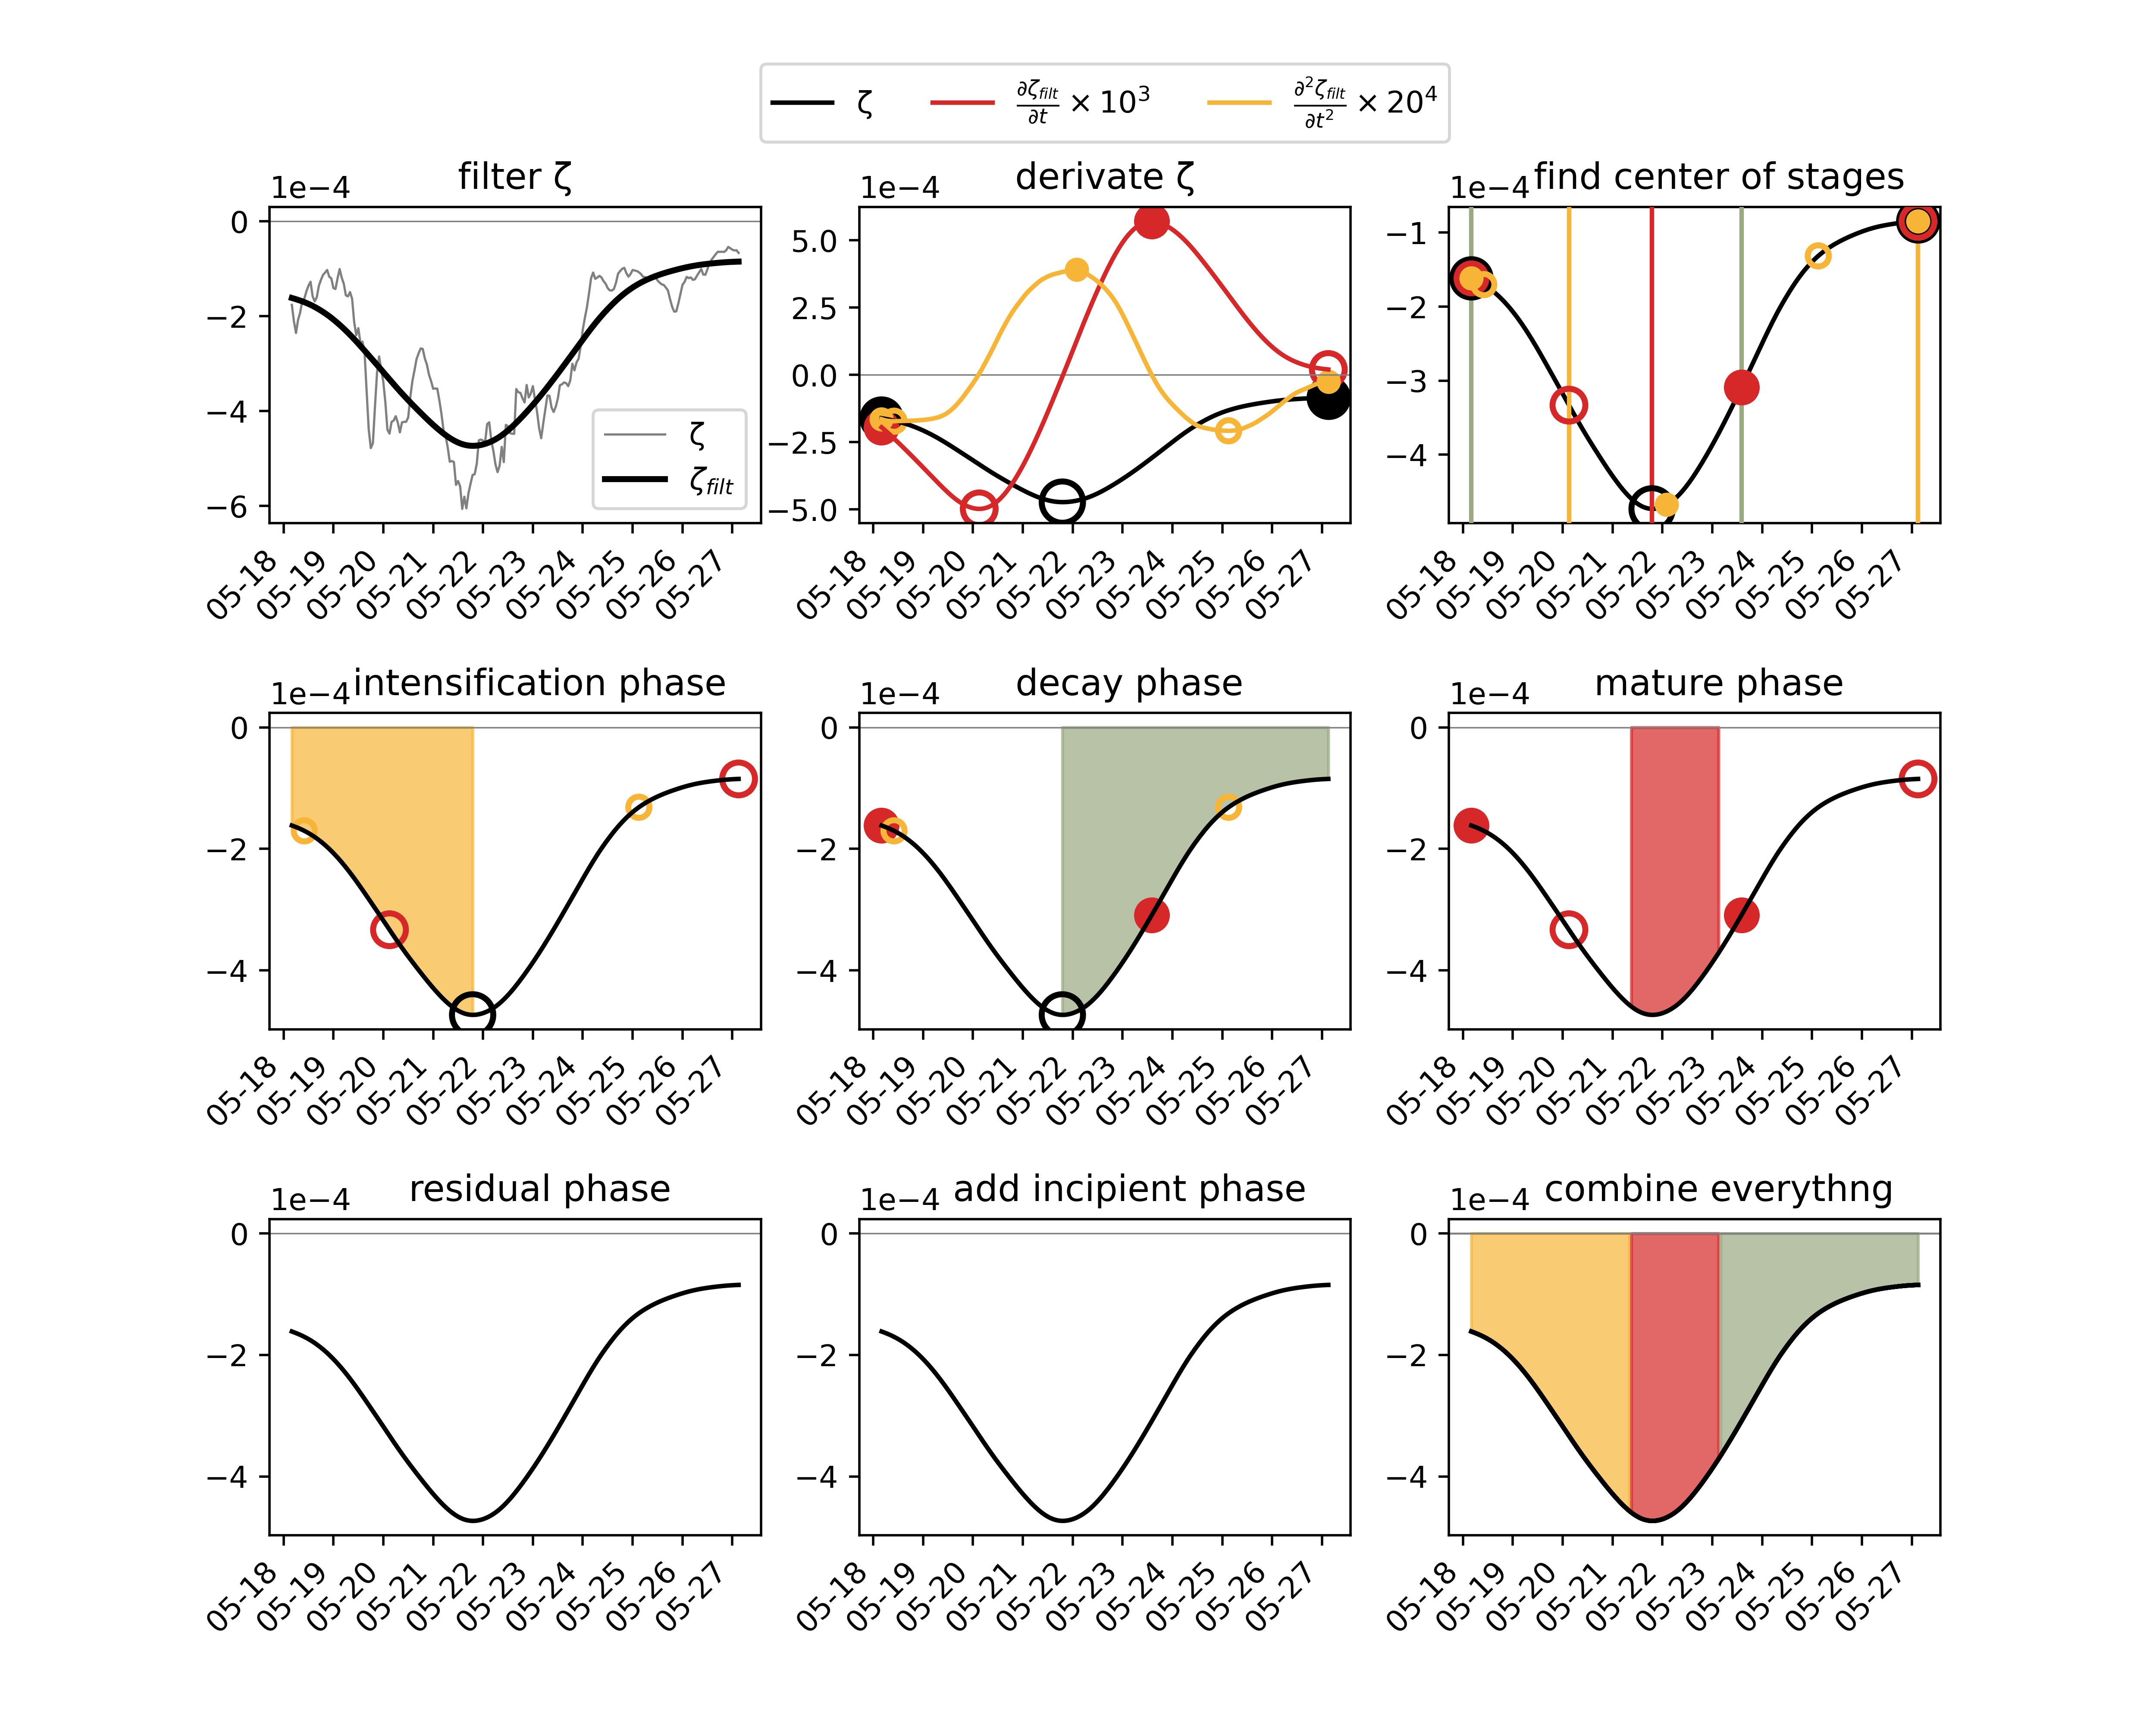 ζ ∂ζfilt/∂t × 10³ ∂²ζfilt/∂t² × 20⁴
filter ζ
1e−4
0
−2
−4
−6
ζ
ζfilt
05-18 05-19 05-20 05-21 05-22 05-23 05-24 05-25 05-26 05-27
derivate ζ
1e−4
5.0
2.5
0.0
−2.5
−5.0
05-18 05-19 05-20 05-21 05-22 05-23 05-24 05-25 05-26 05-27
find center of stages
1e−4
−1
−2
−3
−4
05-18 05-19 05-20 05-21 05-22 05-23 05-24 05-25 05-26 05-27
intensification phase
1e−4
0
−2
−4
05-18 05-19 05-20 05-21 05-22 05-23 05-24 05-25 05-26 05-27
decay phase
1e−4
0
−2
−4
05-18 05-19 05-20 05-21 05-22 05-23 05-24 05-25 05-26 05-27
mature phase
1e−4
0
−2
−4
05-18 05-19 05-20 05-21 05-22 05-23 05-24 05-25 05-26 05-27
residual phase
1e−4
0
−2
−4
05-18 05-19 05-20 05-21 05-22 05-23 05-24 05-25 05-26 05-27
add incipient phase
1e−4
0
−2
−4
05-18 05-19 05-20 05-21 05-22 05-23 05-24 05-25 05-26 05-27
combine everythng
1e−4
0
−2
−4
05-18 05-19 05-20 05-21 05-22 05-23 05-24 05-25 05-26 05-27